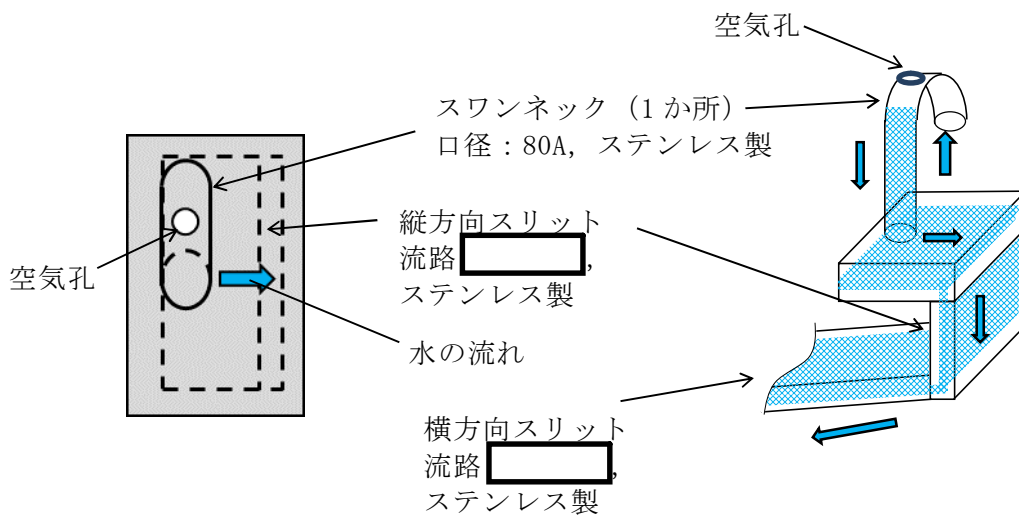 空気孔
スワンネック（1か所）
口径：80A，ステンレス製
縦方向スリット
流路　　　，
ステンレス製
空気孔
水の流れ
横方向スリット
流路　　　，
ステンレス製